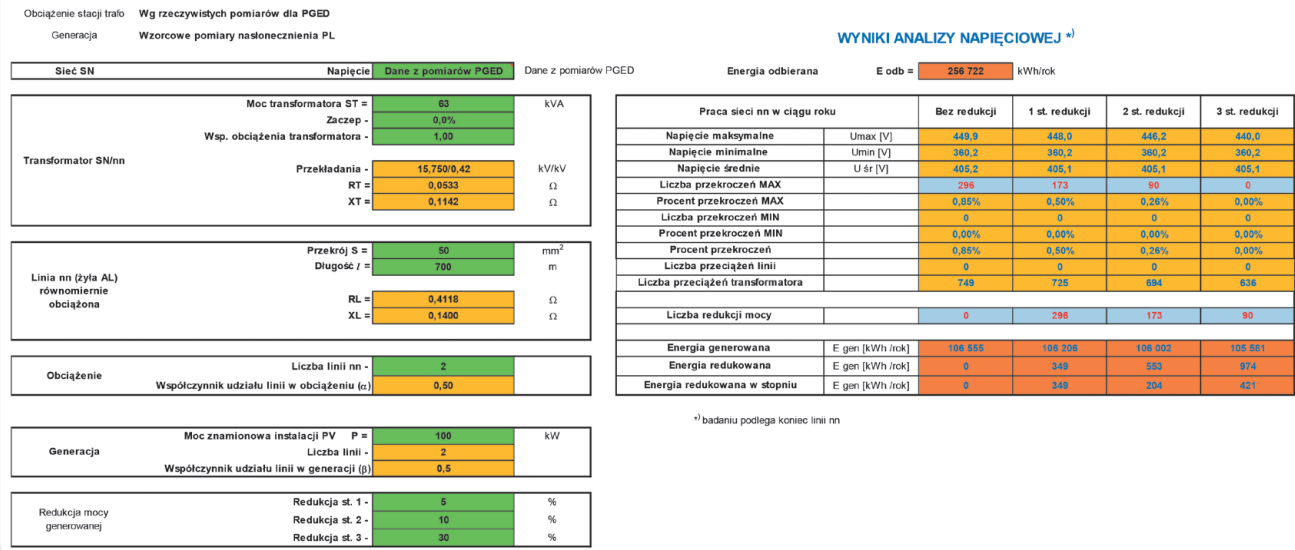 Obciążenie stacji trafo Wg rzeczywistych pomiarów dla PGED
Generacja Wzorcowe pomiary nasłonecznienia PL
WYNIKI ANALIZY NAPIĘCIOWEJ *)
Sieć SN Napięcie Dane z pomiarów PGED Dane z pomiarów PGED
Energia odbierana E odb = 256 722 kWh/rok
Transformator SN/nn
Moc transformatora ST = 63 kVA
Zaczep - 0,0%
Wsp. obciążenia transformatora - 1,00
Przekładania - 15,750/0,42 kV/kV
RT = 0,0533 Ω
XT = 0,1142 Ω
Linia nn (żyła AL)
równomiernie
obciążona
Przekrój S = 50 mm²
Długość l = 700 m
RL = 0,4118 Ω
XL = 0,1400 Ω
Obciążenie
Liczba linii nn - 2
Współczynnik udziału linii w obciążeniu (α) 0,50
Generacja
Moc znamionowa instalacji PV P = 100 kW
Liczba linii - 2
Współczynnik udziału linii w generacji (β) 0,5
Redukcja mocy
generowanej
Redukcja st. 1 - 5 %
Redukcja st. 2 - 10 %
Redukcja st. 3 - 30 %
Praca sieci nn w ciągu roku Bez redukcji 1 st. redukcji 2 st. redukcji 3 st. redukcji
Napięcie maksymalne Umax [V] 449,9 448,0 446,2 440,0
Napięcie minimalne Umin [V] 360,2 360,2 360,2 360,2
Napięcie średnie U śr [V] 405,2 405,1 405,1 405,1
Liczba przekroczeń MAX 296 173 90 0
Procent przekroczeń MAX 0,85% 0,50% 0,26% 0,00%
Liczba przekroczeń MIN 0 0 0 0
Procent przekroczeń MIN 0,00% 0,00% 0,00% 0,00%
Procent przekroczeń 0,85% 0,50% 0,26% 0,00%
Liczba przeciążeń linii 0 0 0 0
Liczba przeciążeń transformatora 749 725 694 636
Liczba redukcji mocy 0 296 173 90
Energia generowana E gen [kWh /rok] 106 555 106 206 106 002 105 581
Energia redukowana E gen [kWh /rok] 0 349 553 974
Energia redukowana w stopniu E gen [kWh /rok] 0 349 204 421
*) badaniu podlega koniec linii nn